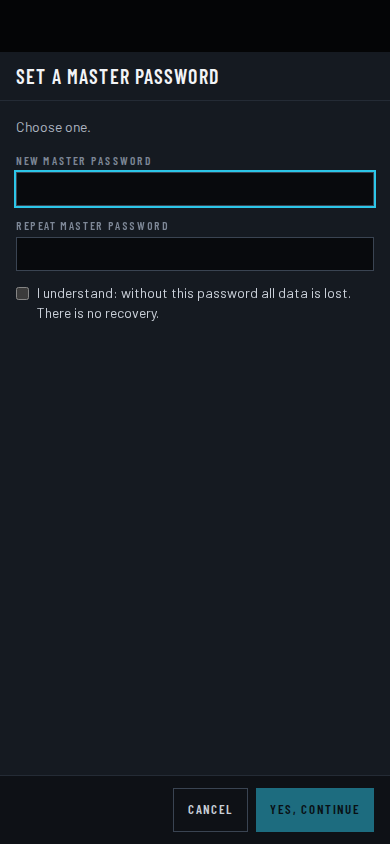 SET A MASTER PASSWORD
Choose one.
NEW MASTER PASSWORD
REPEAT MASTER PASSWORD
I understand: without this password all data is lost.
There is no recovery.
CANCEL
YES, CONTINUE